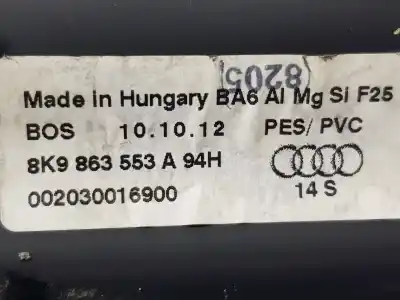 (8205)
Made in Hungary BA6 Al Mg Si F25
BOS 10.10.12 PES/ PVC
8K9 863 553 A 94H
002030016900
14 S